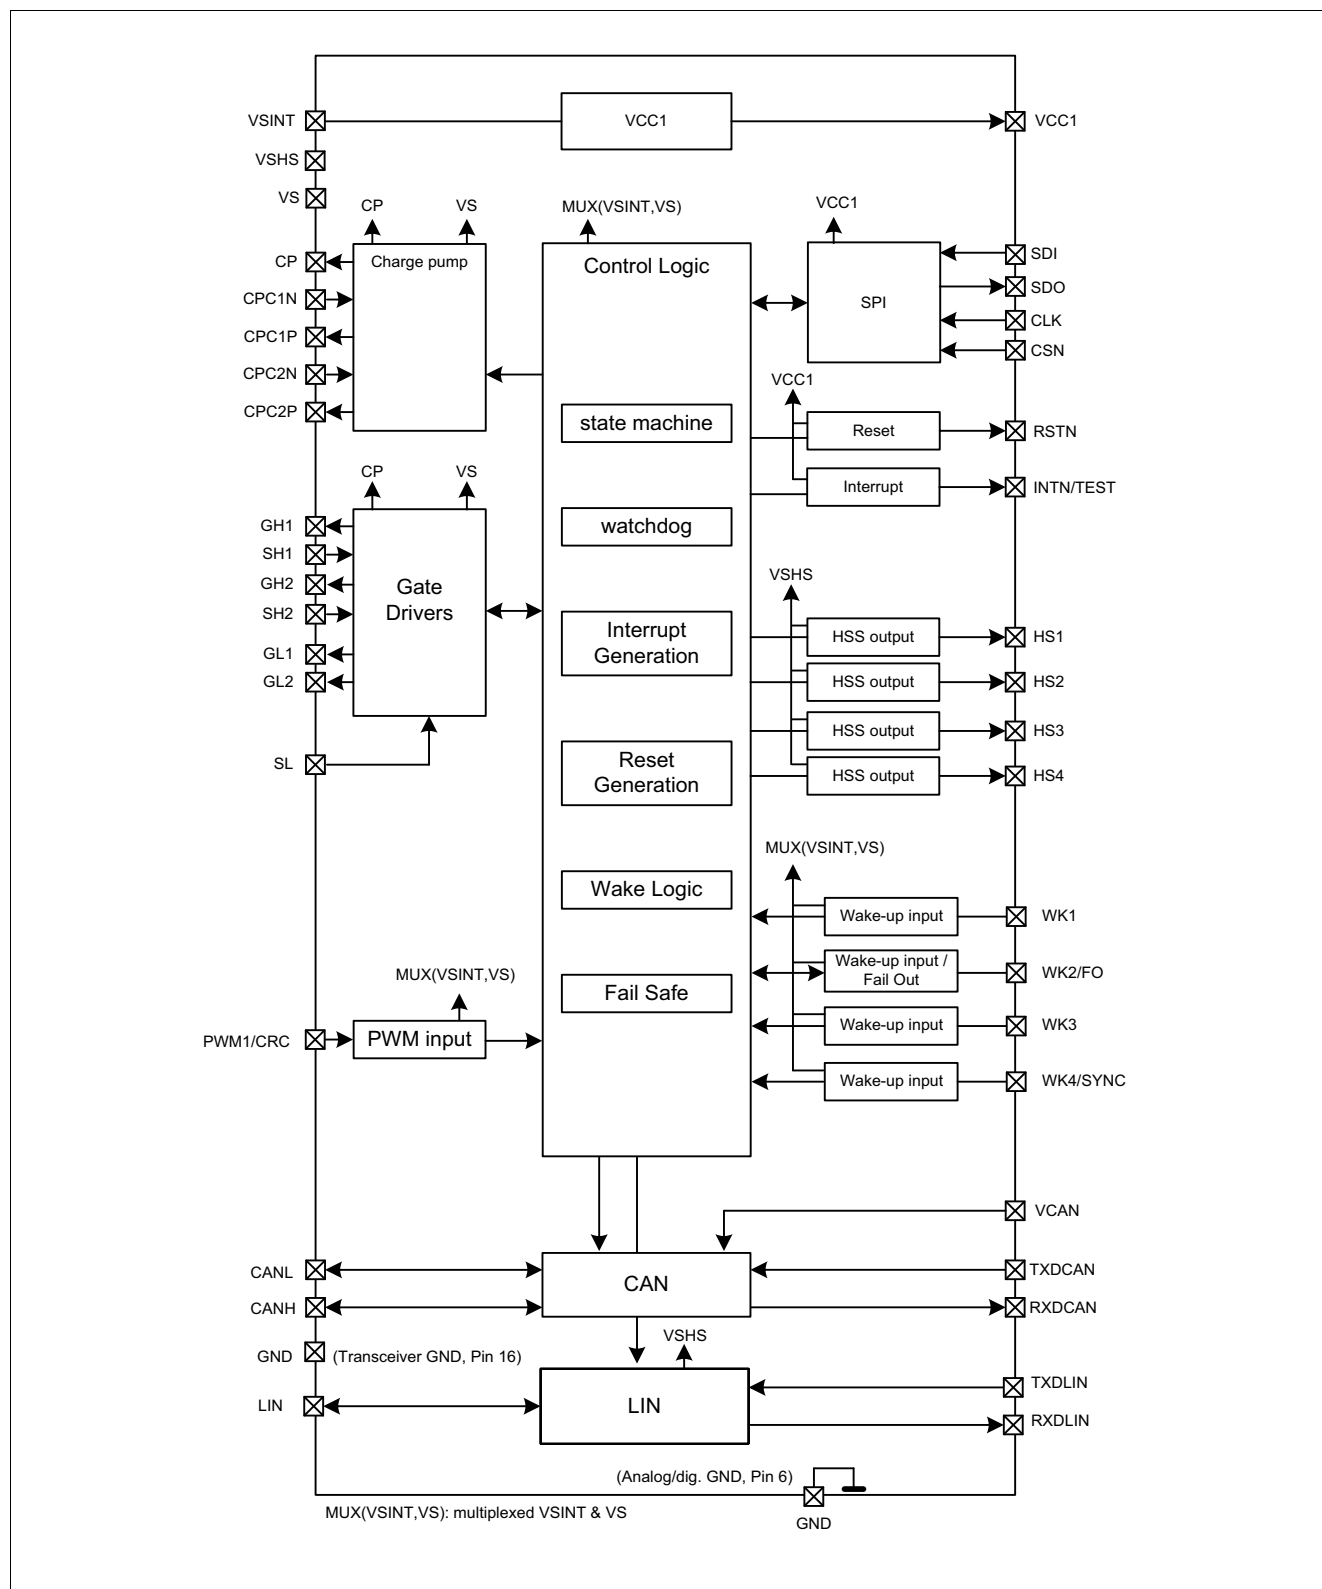 VSINT
VCC1
VCC1
VSHS
VS
CP
VS
MUX(VSINT,VS)
VCC1
CP
Charge pump
Control Logic
SPI
SDI
SDO
CLK
CSN
CPC1N
CPC1P
CPC2N
CPC2P
VCC1
state machine
Reset
RSTN
CP
VS
Interrupt
INTN/TEST
GH1
SH1
GH2
SH2
GL1
GL2
Gate
Drivers
watchdog
VSHS
Interrupt
Generation
HSS output
HS1
HSS output
HS2
HSS output
HS3
HSS output
HS4
SL
Reset
Generation
MUX(VSINT,VS)
Wake Logic
Wake-up input
WK1
Wake-up input /
Fail Out
WK2/FO
MUX(VSINT,VS)
Fail Safe
Wake-up input
WK3
PWM1/CRC
PWM input
Wake-up input
WK4/SYNC
VCAN
CANL
CANH
CAN
TXDCAN
RXDCAN
GND
(Transceiver GND, Pin 16)
VSHS
LIN
LIN
TXDLIN
RXDLIN
(Analog/dig. GND, Pin 6)
MUX(VSINT,VS): multiplexed VSINT & VS
GND